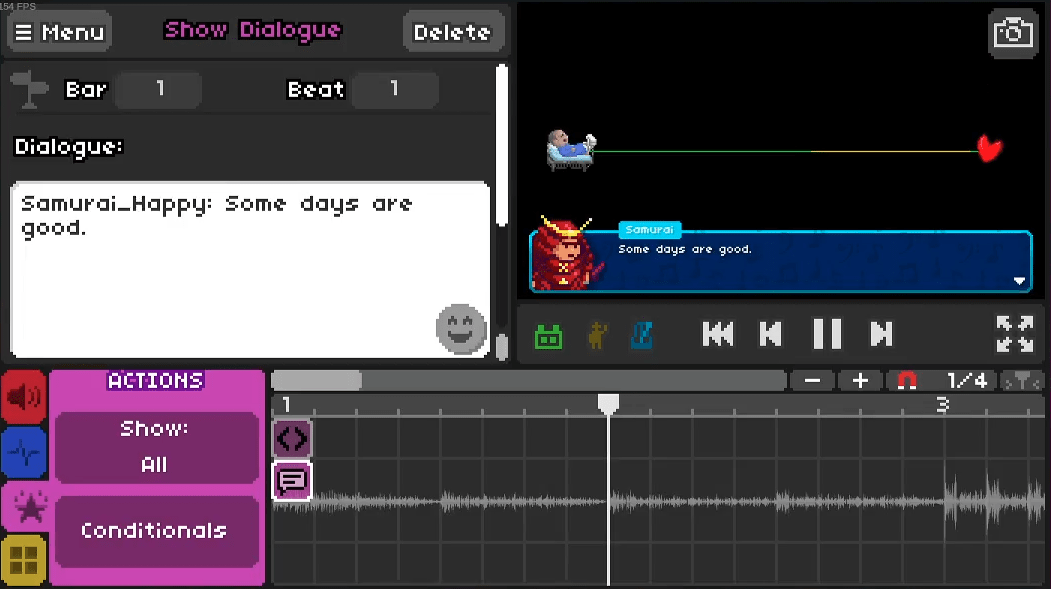 154 FPS
Menu
Show Dialogue
Delete
Bar
1
Beat
1
Dialogue:
Samurai_Happy: Some days are
good.
Samurai
Some days are good.
ACTIONS
Show:
All
Conditionals
1/4
1
3